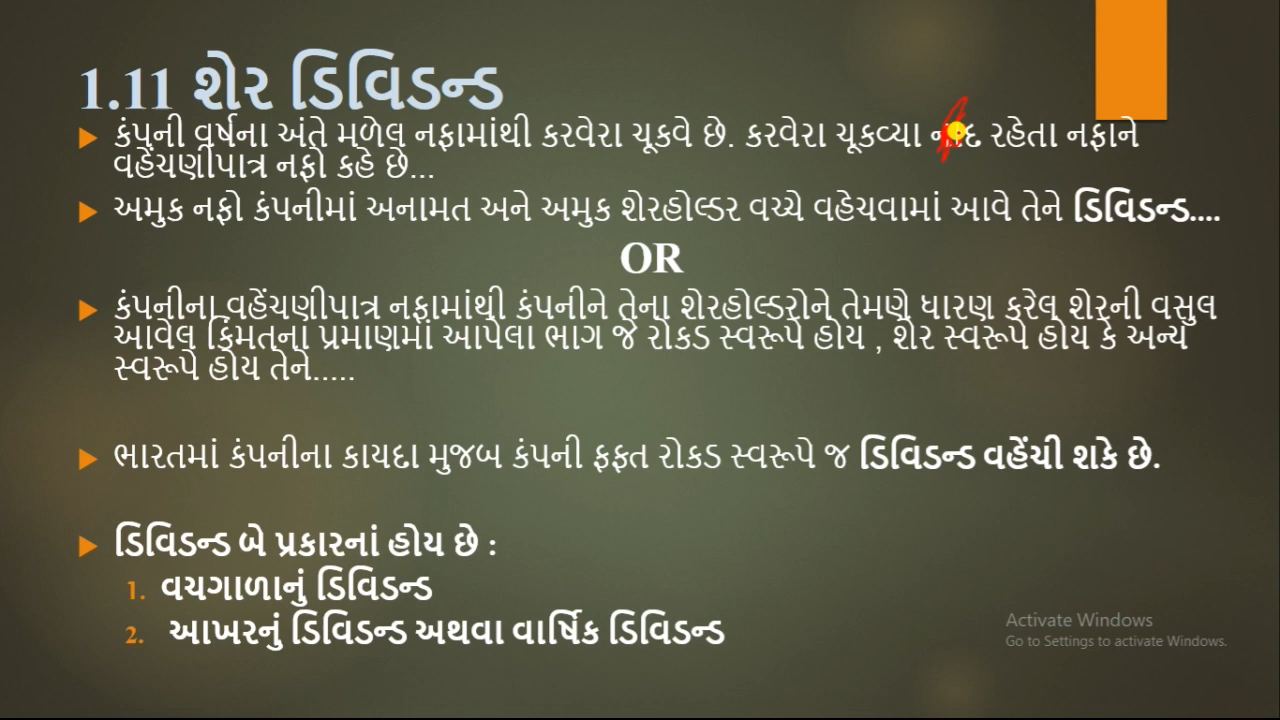 1.11 શેર ડિવિડન્ડ
કંપની વર્ષના અંતે મળેલ નફામાંથી કરવેરા ચૂકવે છે. કરવેરા ચૂકવ્યા રહેતા નફાને
વહેંચણીપાત્ર નફો કહે છે...
અમુક નફો કંપનીમાં અનામત અને અમુક શેરહોલ્ડર વચ્ચે વહેચવામાં આવે તેને ડિવિડન્ડ....
OR
કંપનીના વહેંચણીપાત્ર નફામાંથી કંપનીને તેના શેરહોલ્ડરોને તેમણે ધારણ કરેલ શેરની વસુલ
આવેલ કિંમતનાં પ્રમાણમાં આપેલા ભાગ જે રોકડ સ્વરૂપે હોય , શેર સ્વરૂપે હોય કે અન્ય
સ્વરૂપે હોય તેને.....
ભારતમાં કંપનીના કાયદા મુજબ કંપની ફફ્ત રોકડ સ્વરૂપે જ ડિવિડન્ડ વહેંચી શકે છે.
ડિવિડન્ડ બે પ્રકારનાં હોય છે :
1. વચગાળાનું ડિવિડન્ડ
2. આખરનું ડિવિડન્ડ અથવા વાર્ષિક ડિવિડન્ડ
Activate Windows
Go to Settings to activate Windows.